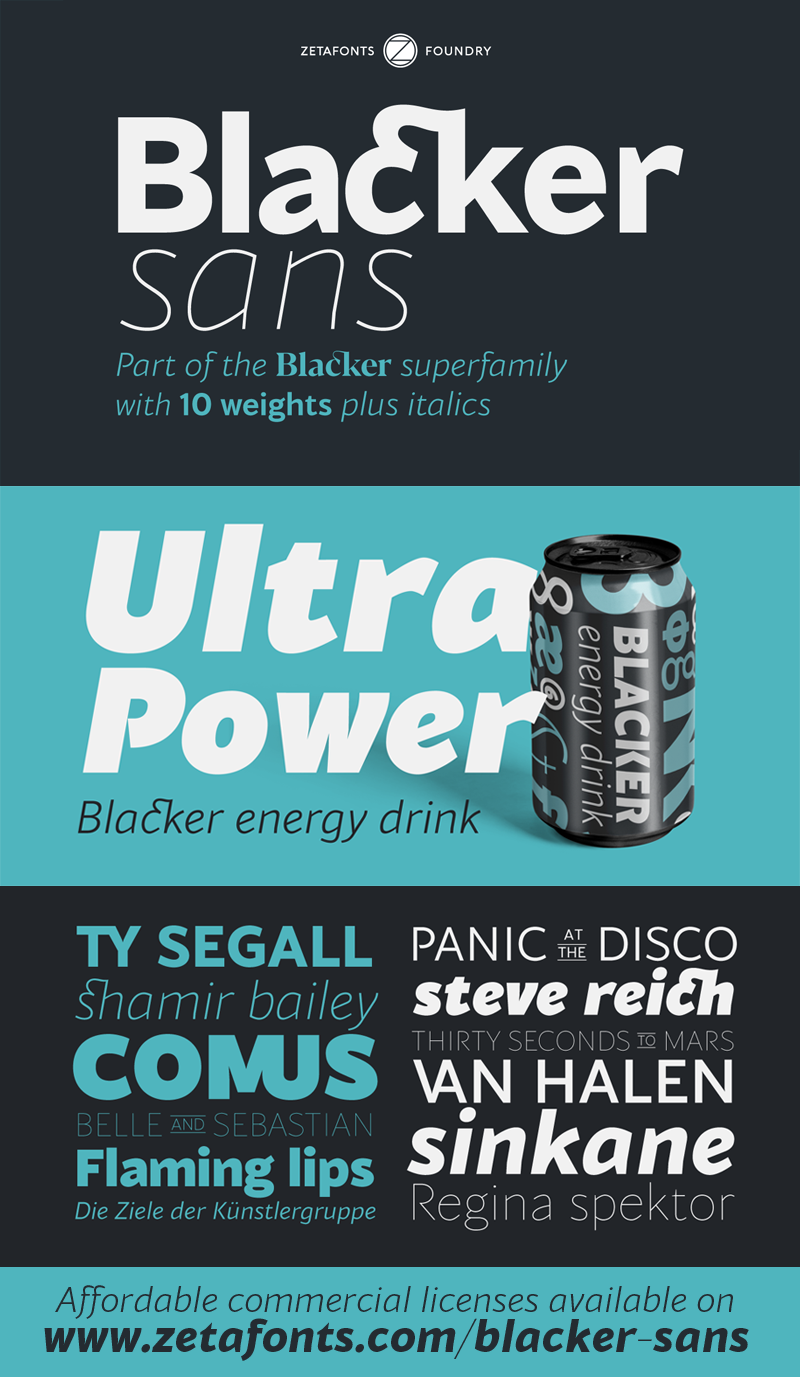 ZETAFONTS Z FOUNDRY
Blacker
sans
Part of the Blacker superfamily
with 10 weights plus italics
Ultra
Power
Blacker energy drink
BLACKER
energy drink
TY SEGALL
shamir bailey
COMUS
BELLE AND SEBASTIAN
Flaming lips
Die Ziele der Künstlergruppe
PANIC AT THE DISCO
steve reich
THIRTY SECONDS TO MARS
VAN HALEN
sinkane
Regina spektor
Affordable commercial licenses available on
www.zetafonts.com/blacker-sans